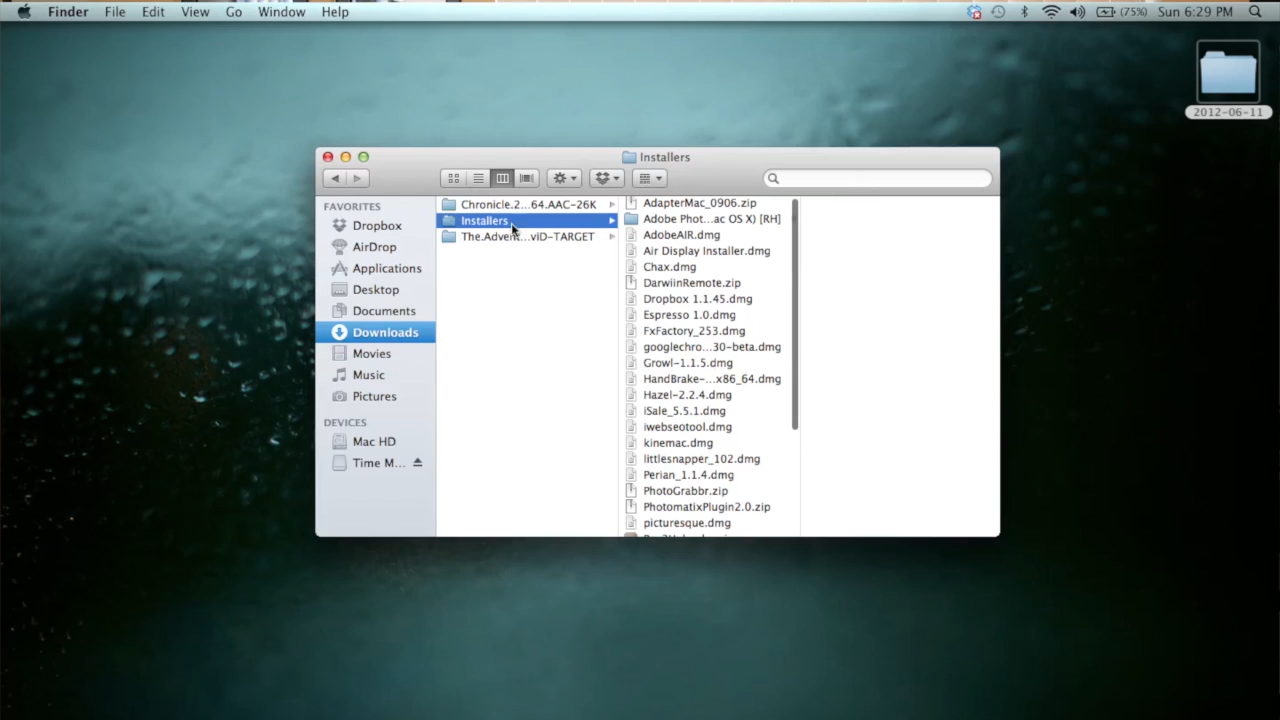 Finder File Edit View Go Window Help (75%) Sun 6:29 PM
2012-06-11
Installers
FAVORITES
Dropbox
AirDrop
Applications
Desktop
Documents
Downloads
Movies
Music
Pictures
DEVICES
Mac HD
Time M...
Chronicle.2...64.AAC-26K
Installers
The.Advent...viD-TARGET
AdapterMac_0906.zip
Adobe Phot...ac OS X) [RH]
AdobeAIR.dmg
Air Display Installer.dmg
Chax.dmg
DarwiinRemote.zip
Dropbox 1.1.45.dmg
Espresso 1.0.dmg
FxFactory_253.dmg
googlechro...30-beta.dmg
Growl-1.1.5.dmg
HandBrake-...x86_64.dmg
Hazel-2.2.4.dmg
iSale_5.5.1.dmg
iwebseotool.dmg
kinemac.dmg
littlesnapper_102.dmg
Perian_1.1.4.dmg
PhotoGrabbr.zip
PhotomatixPlugin2.0.zip
picturesque.dmg